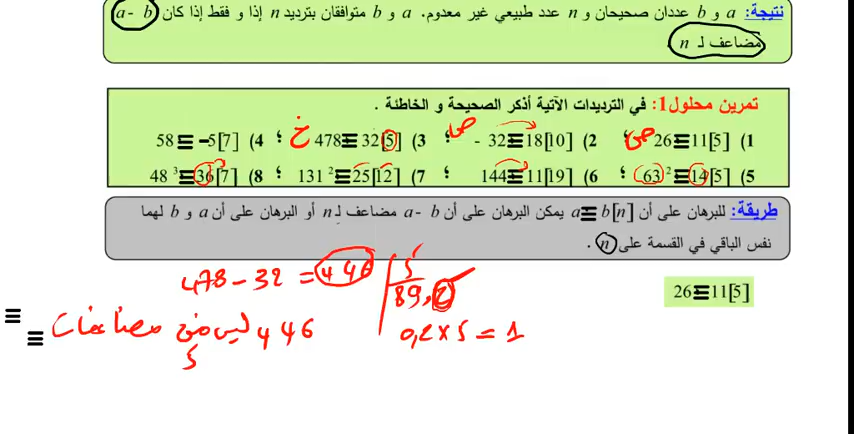 نتيجة: a و b عددان صحيحان و n عدد طبيعي غير معدوم. a و b متوافقان بترديد n إذا و فقط إذا كان a - b
مضاعف لـ n.
تمرين محلول1: في الترديدات الآتية أذكر الصحيحة و الخاطئة .
1) 26≡11[5] ص ؛ 2) -32≡18[10] ص ؛ 3) 478≡32[5] خ ؛ 4) 58≡-5[7]
5) 63²≡14[5] ؛ 6) 144≡11[19] ؛ 7) 131²≡25[12] ؛ 8) 48³≡36[7]
طريقة: للبرهان على أن a≡b[n] يمكن البرهان على أن a-b مضاعف لـ n أو البرهان على أن a و b لهما
نفس الباقي في القسمة على n .
26≡11[5]
478-32=446 | 5
89,2
≡
446 ليس من مضاعفات
5
0,2×5=1
≡